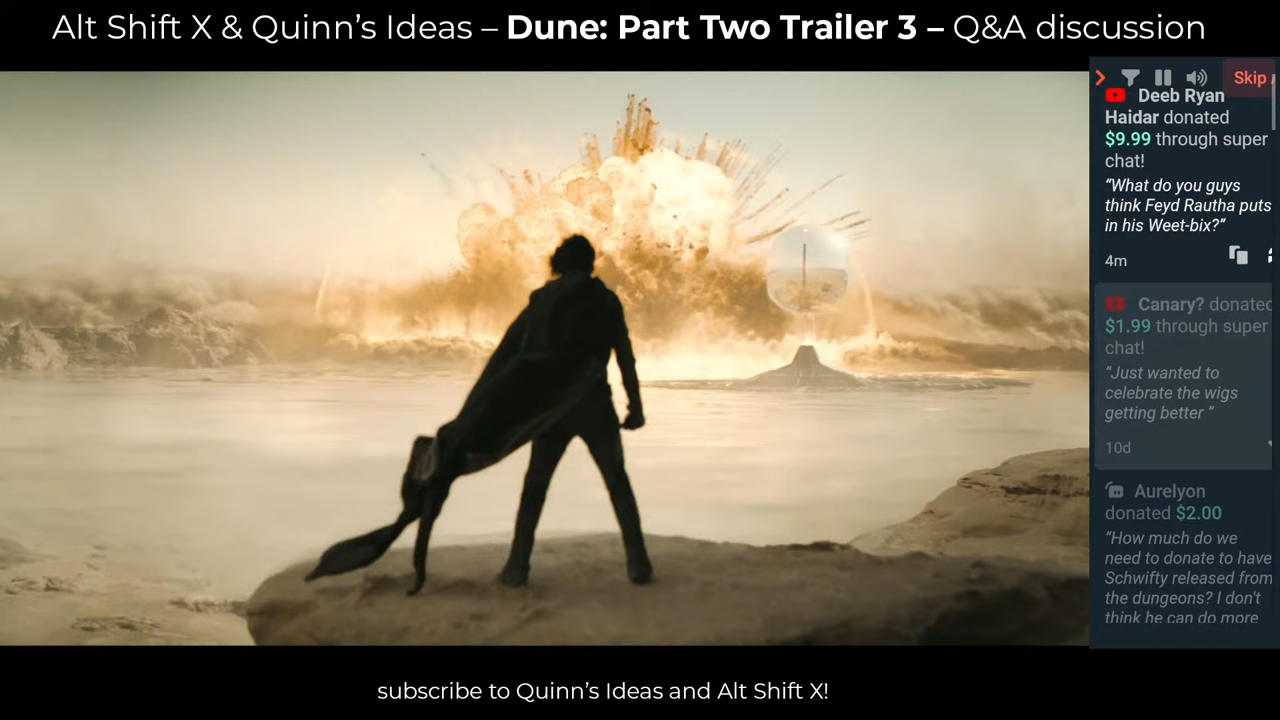 Alt Shift X & Quinn’s Ideas – Dune: Part Two Trailer 3 – Q&A discussion
Skip
Deeb Ryan
Haidar donated
$9.99 through super
chat!
“What do you guys
think Feyd Rautha puts
in his Weet-bix?”
4m
Canary? donated
$1.99 through super
chat!
“Just wanted to
celebrate the wigs
getting better ”
10d
Aurelyon
donated $2.00
“How much do we
need to donate to have
Schwifty released from
the dungeons? I don't
think he can do more
subscribe to Quinn’s Ideas and Alt Shift X!